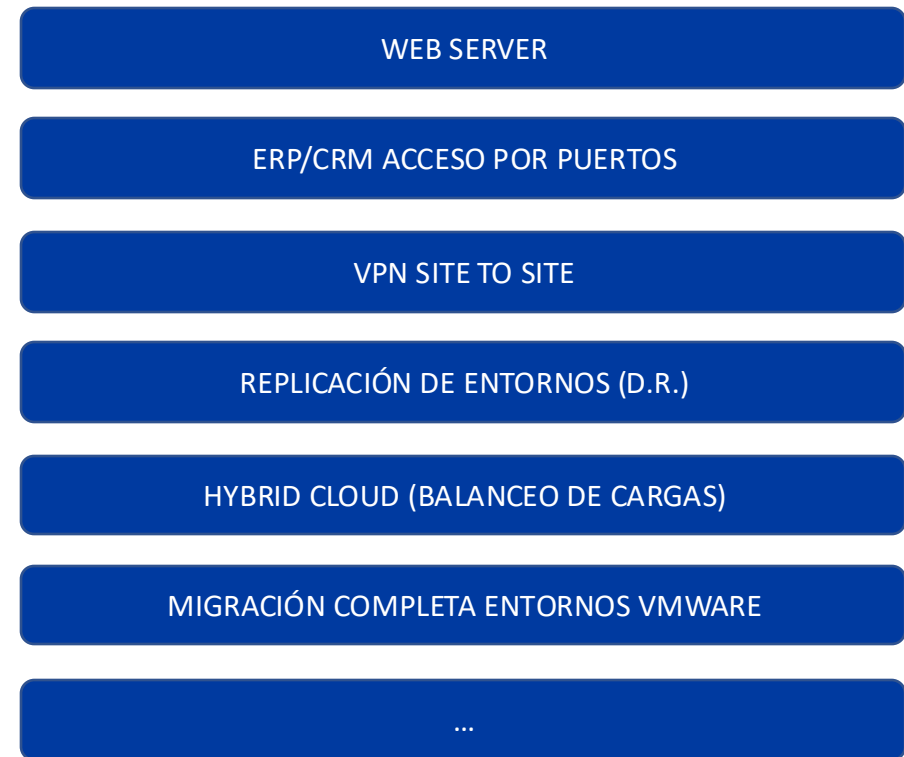 WEB SERVER
ERP/CRM ACCESO POR PUERTOS
VPN SITE TO SITE
REPLICACIÓN DE ENTORNOS (D.R.)
HYBRID CLOUD (BALANCEO DE CARGAS)
MIGRACIÓN COMPLETA ENTORNOS VMWARE
...